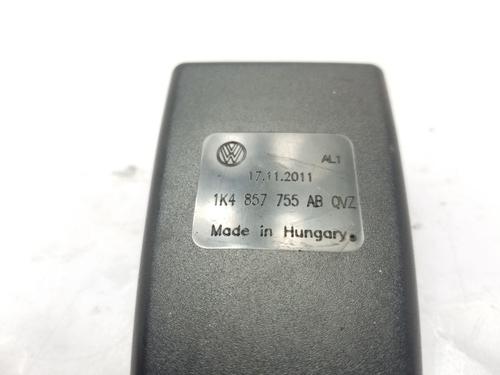 AL1
17.11.2011
1K4 857 755 AB QVZ
Made in Hungary.